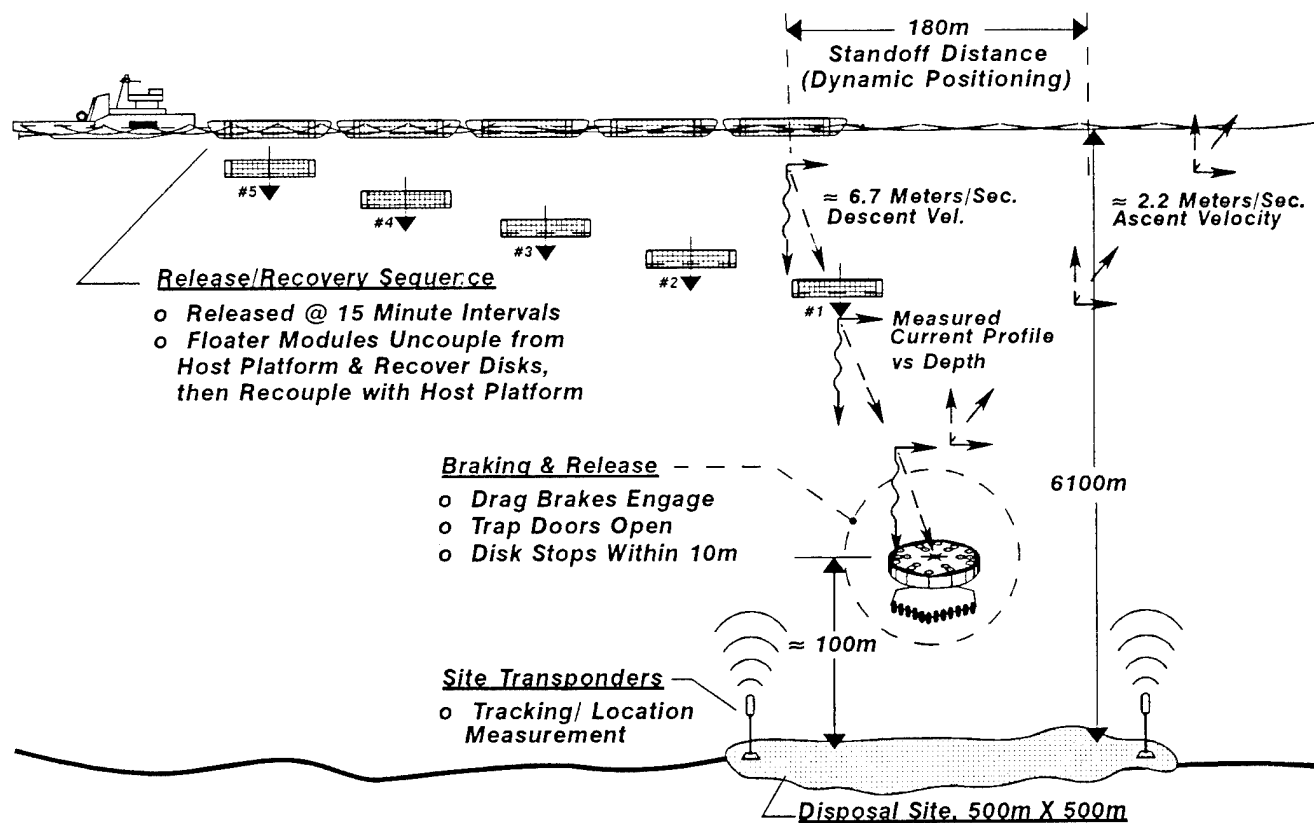 180m
Standoff Distance
(Dynamic Positioning)
#5
#4
#3
#2
#1
≈ 6.7 Meters/Sec.
Descent Vel.
≈ 2.2 Meters/Sec.
Ascent Velocity
Release/Recovery Sequence
o Released @ 15 Minute Intervals
o Floater Modules Uncouple from
Host Platform & Recover Disks,
then Recouple with Host Platform
Measured
Current Profile
vs Depth
Braking & Release
o Drag Brakes Engage
o Trap Doors Open
o Disk Stops Within 10m
6100m
≈ 100m
Site Transponders
o Tracking/ Location
Measurement
Disposal Site, 500m X 500m